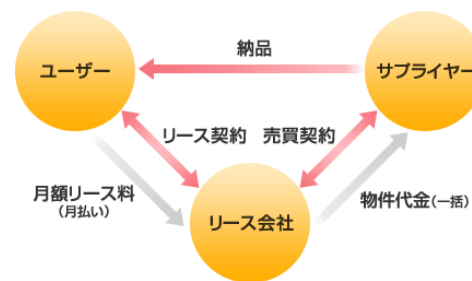 納品
ユーザー
サプライヤー
リース契約
売買契約
月額リース料
(月払い)
リース会社
物件代金(一括)